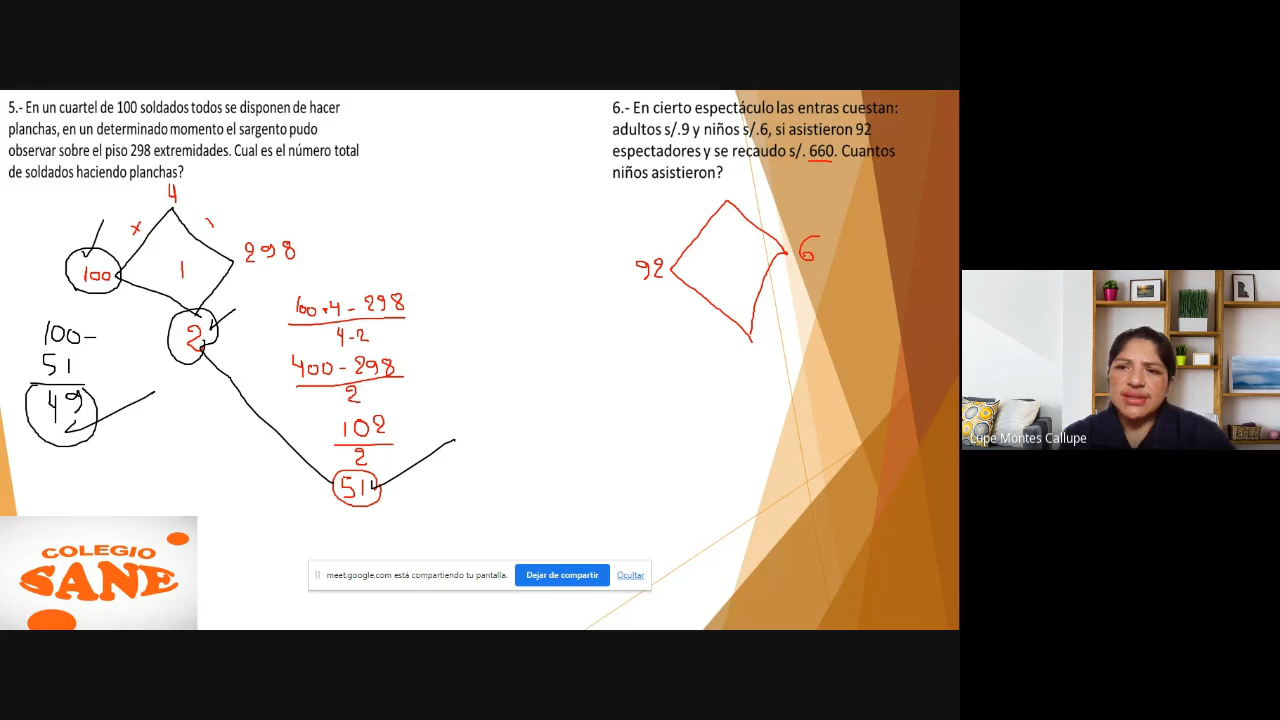 5.- En un cuartel de 100 soldados todos se disponen de hacer
planchas, en un determinado momento el sargento pudo
observar sobre el piso 298 extremidades. Cual es el número total
de soldados haciendo planchas?
4
x
100
1
298
2
100 -
51
49
100 · 4 - 298
4 - 2
400 - 298
2
102
2
51
6.- En cierto espectáculo las entras cuestan:
adultos s/.9 y niños s/.6, si asistieron 92
espectadores y se recaudo s/. 660. Cuantos
niños asistieron?
92
6
COLEGIO
SANE
meet.google.com está compartiendo tu pantalla.
Dejar de compartir
Ocultar
Lupe Montes Callupe